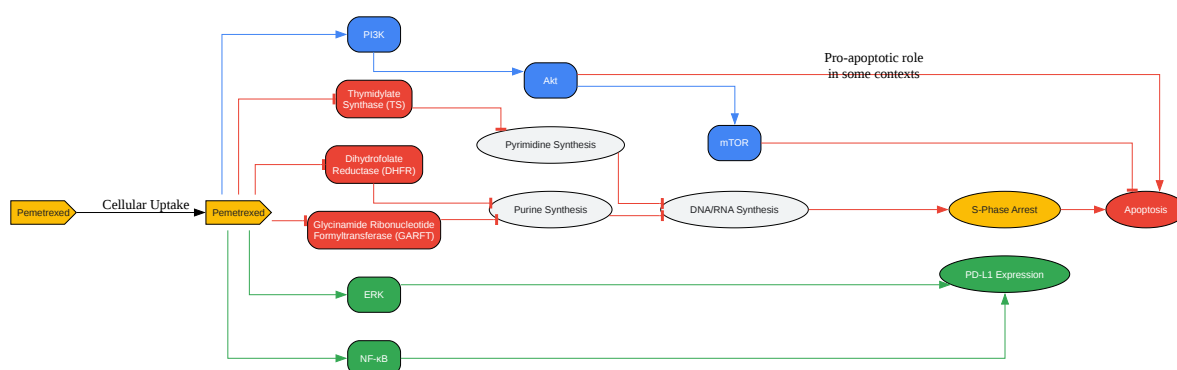 PI3K
Pro-apoptotic role
in some contexts
Akt
Thymidylate
Synthase (TS)
Pyrimidine Synthesis
mTOR
Dihydrofolate
Reductase (DHFR)
Pemetrexed
Cellular Uptake
Pemetrexed
Glycinamide Ribonucleotide
Formyltransferase (GARFT)
Purine Synthesis
DNA/RNA Synthesis
S-Phase Arrest
Apoptosis
PD-L1 Expression
ERK
NF-κB